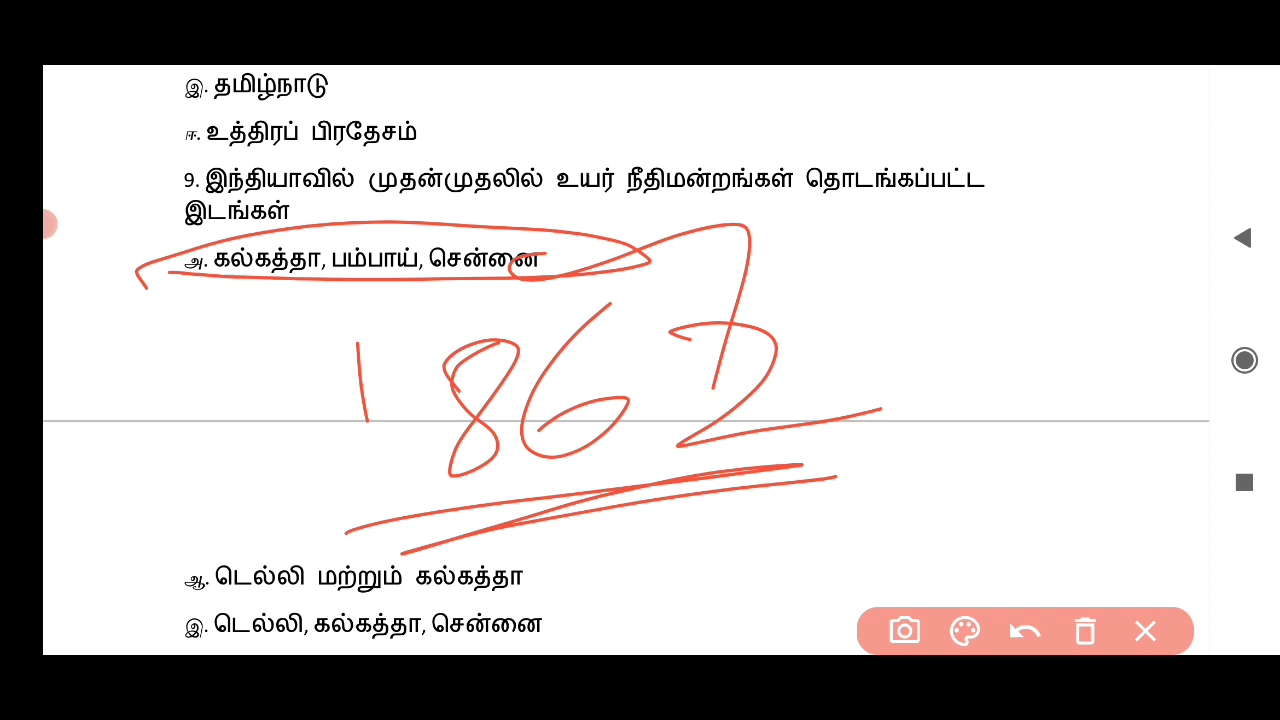 இ. தமிழ்நாடு
ஈ. உத்திரப் பிரதேசம்
9. இந்தியாவில் முதன்முதலில் உயர் நீதிமன்றங்கள் தொடங்கப்பட்ட
இடங்கள்
அ. கல்கத்தா, பம்பாய், சென்னை
1862
ஆ. டெல்லி மற்றும் கல்கத்தா
இ. டெல்லி, கல்கத்தா, சென்னை